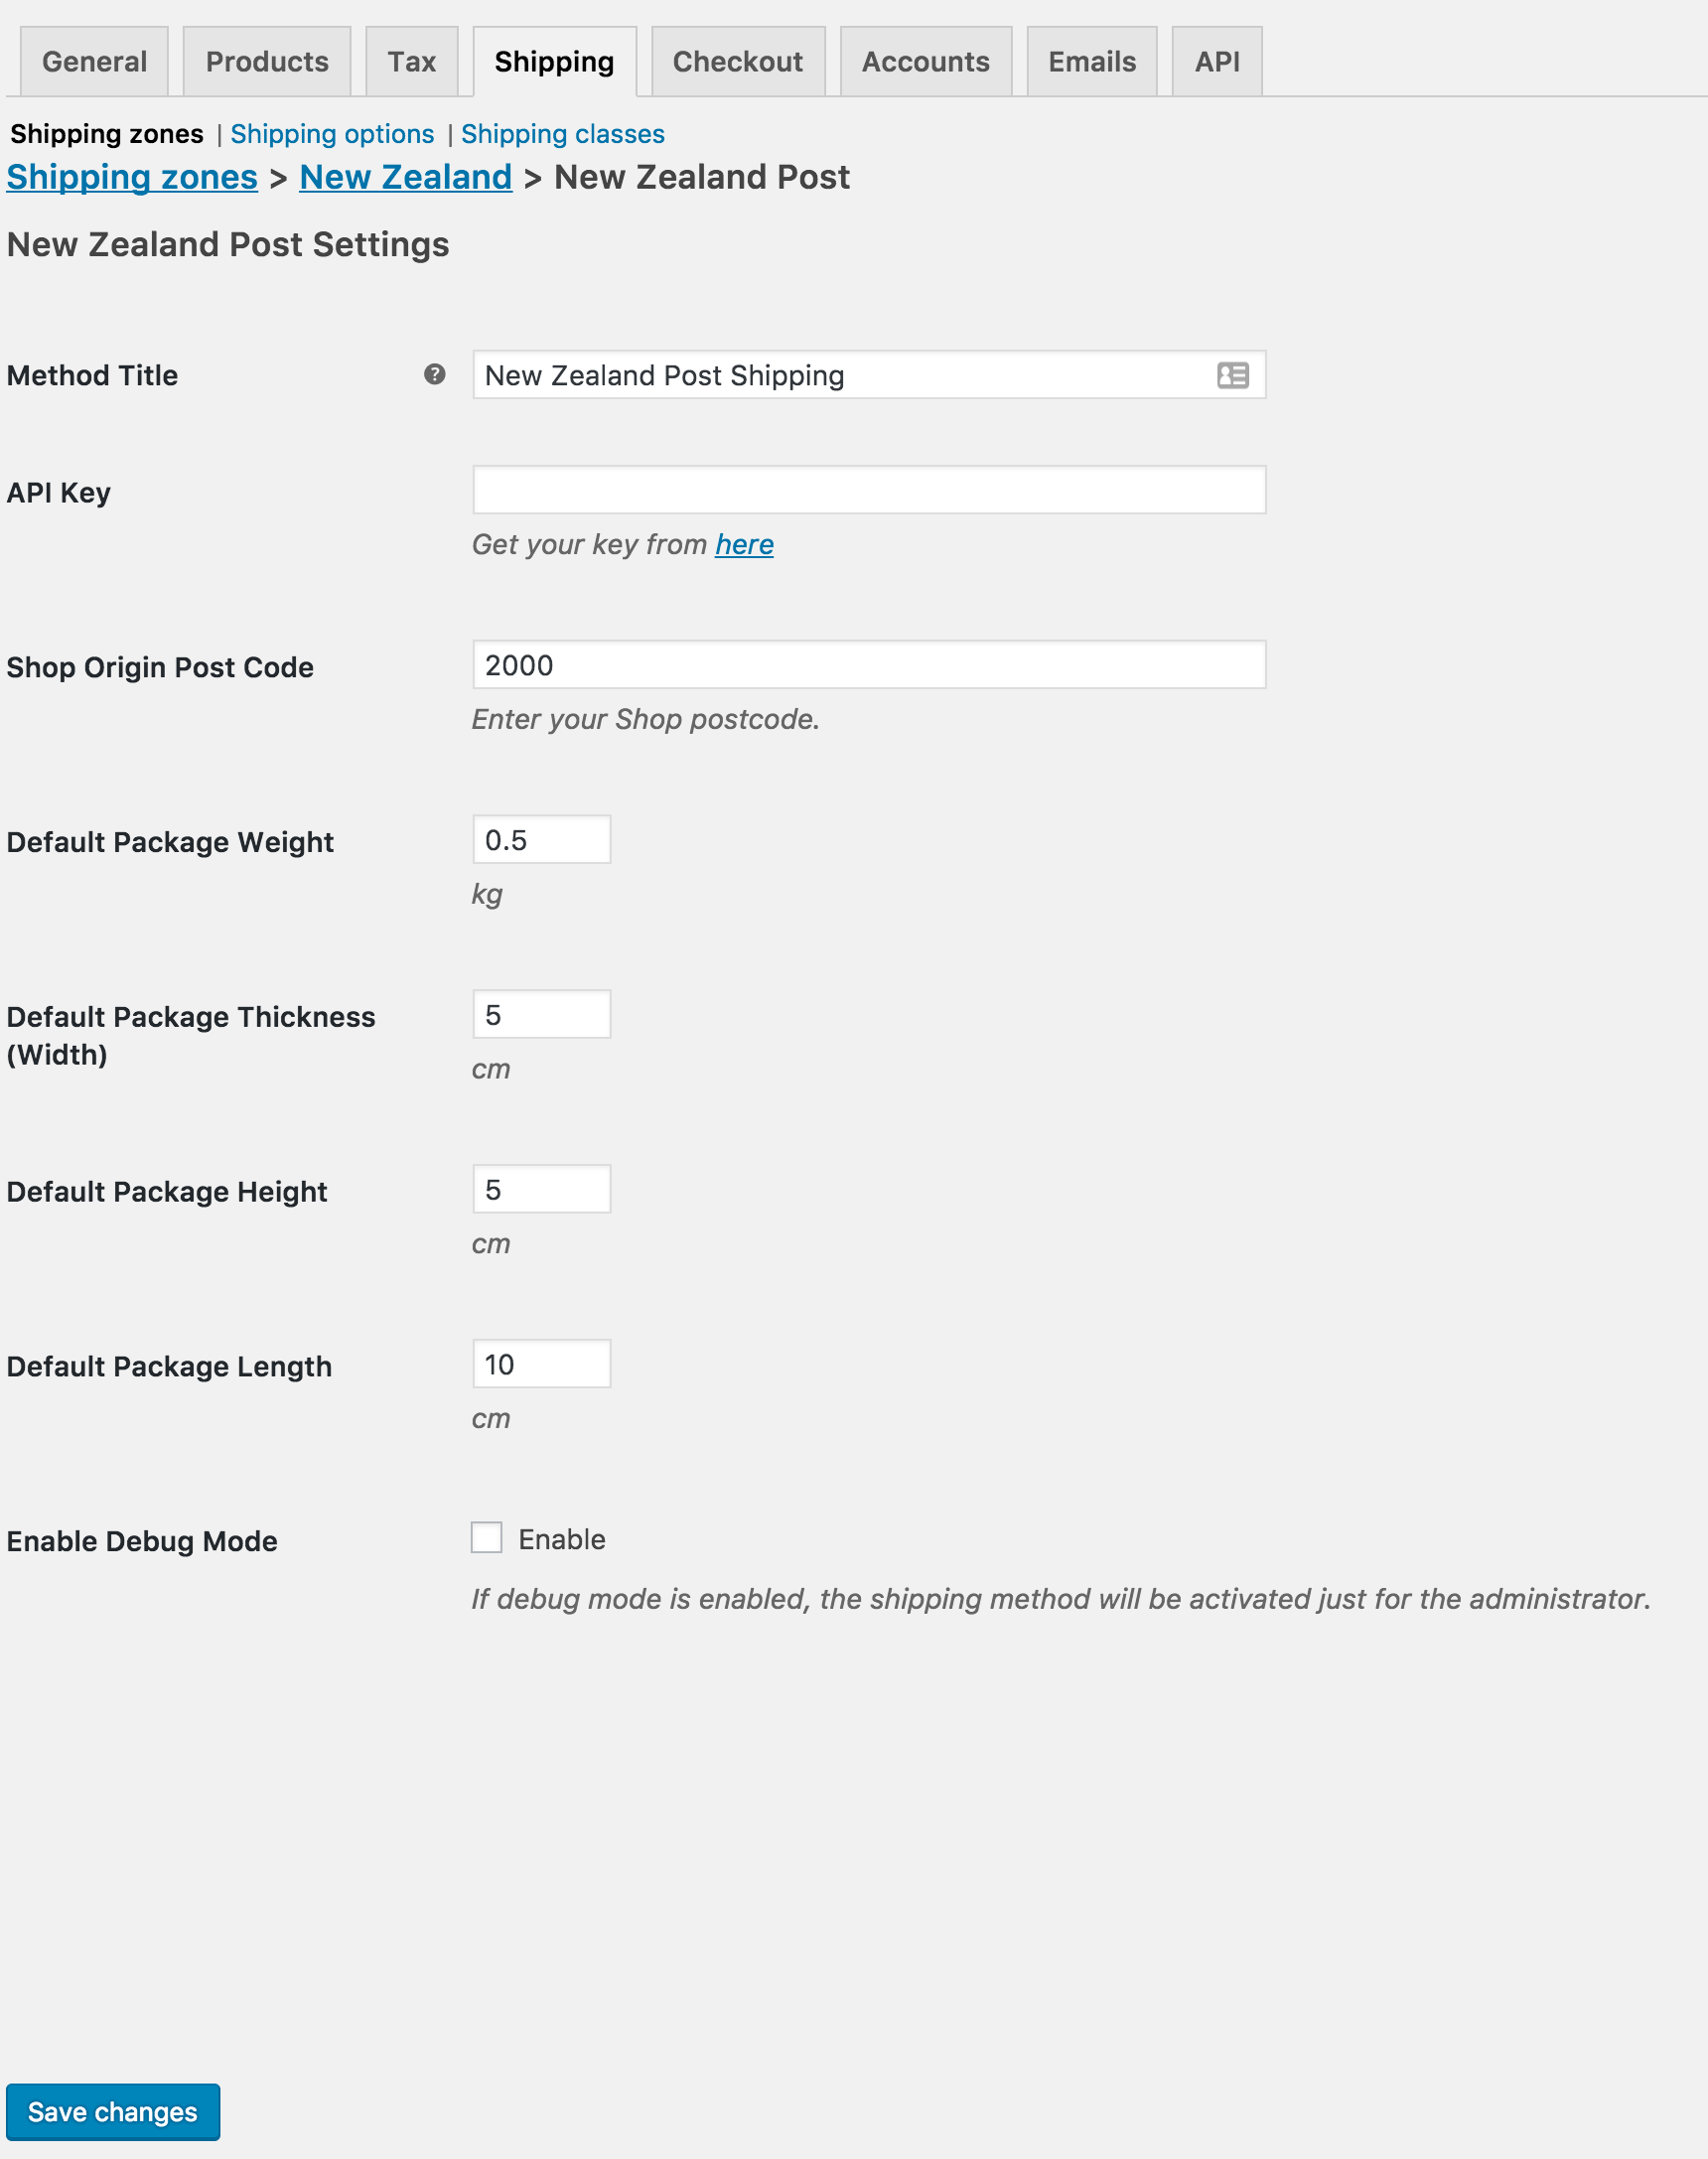 General Products Tax Shipping Checkout Accounts Emails API
Shipping zones | Shipping options | Shipping classes
Shipping zones > New Zealand > New Zealand Post
New Zealand Post Settings
Method Title ? New Zealand Post Shipping
API Key
Get your key from here
Shop Origin Post Code 2000
Enter your Shop postcode.
Default Package Weight 0.5
kg
Default Package Thickness 5
(Width)
cm
Default Package Height 5
cm
Default Package Length 10
cm
Enable Debug Mode Enable
If debug mode is enabled, the shipping method will be activated just for the administrator.
Save changes